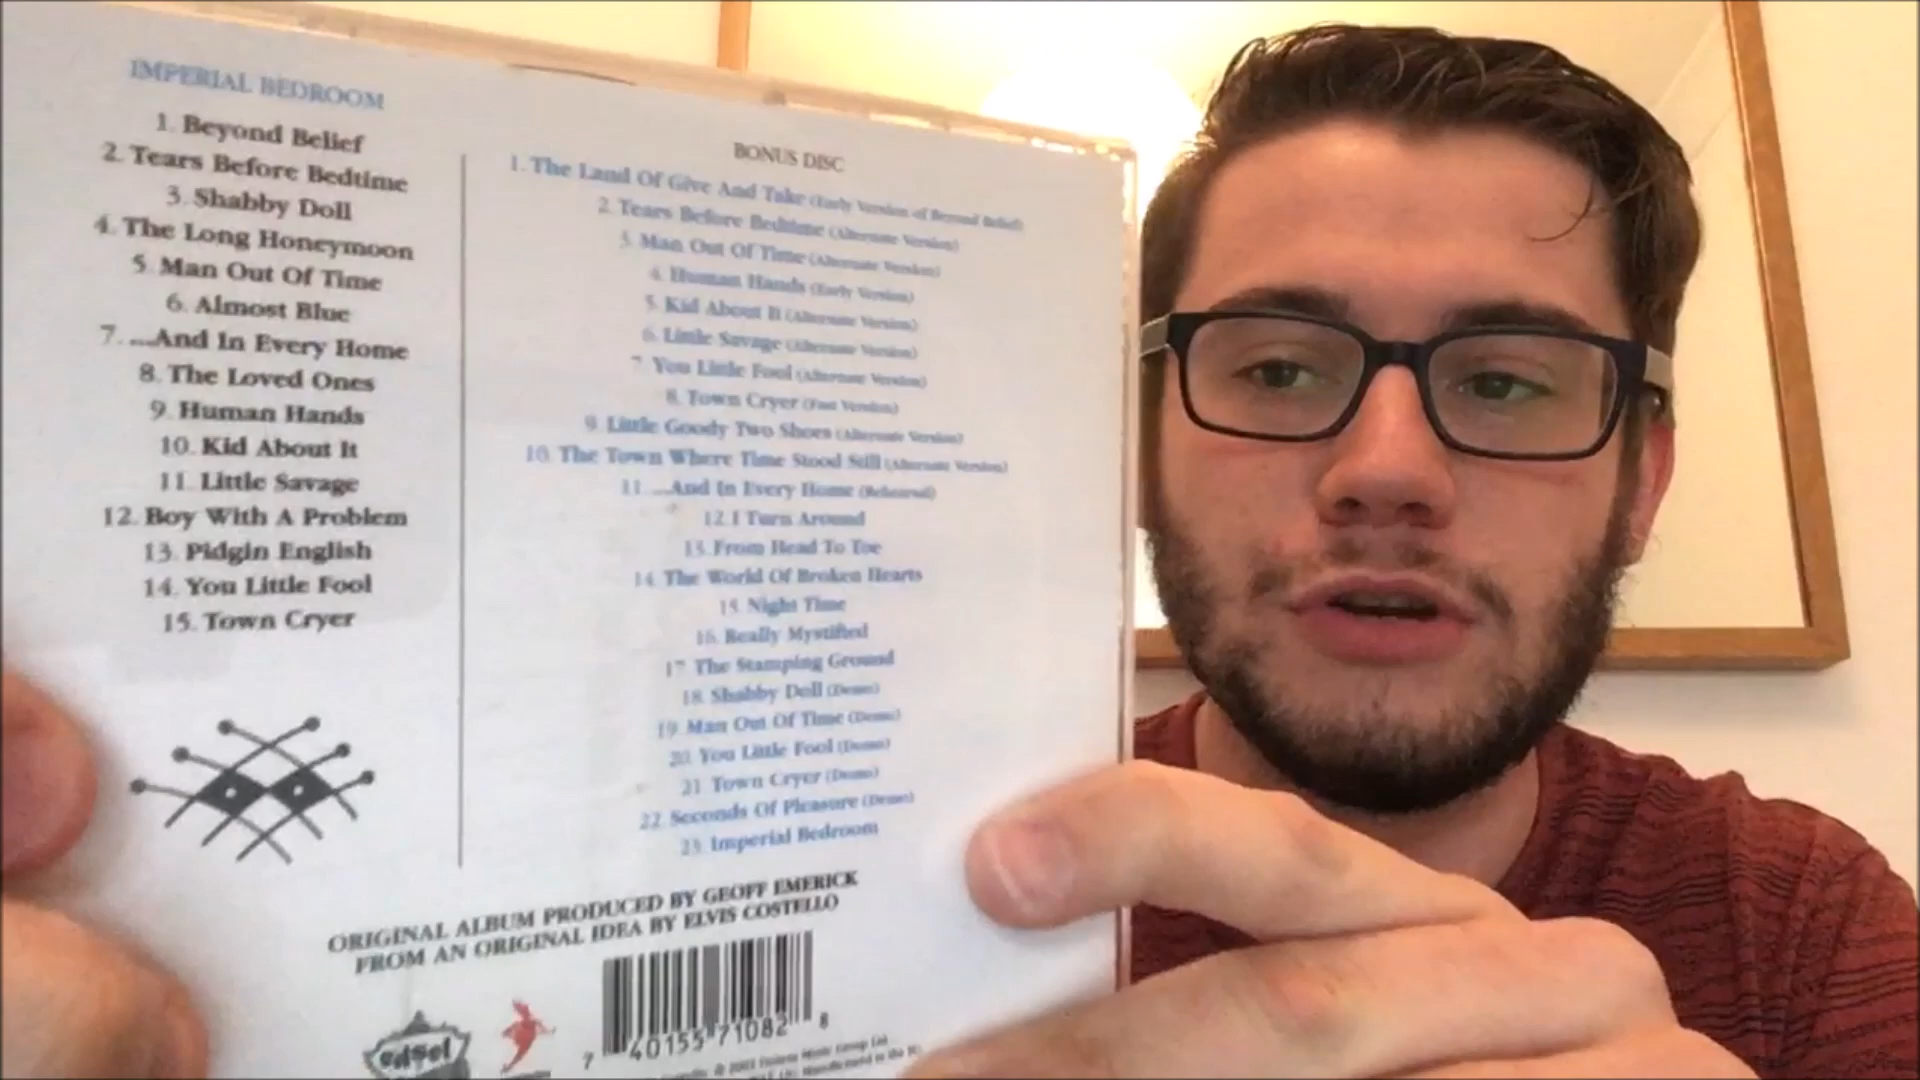 IMPERIAL BEDROOM
1. Beyond Belief
2. Tears Before Bedtime
3. Shabby Doll
4. The Long Honeymoon
5. Man Out Of Time
6. Almost Blue
7. ...And In Every Home
8. The Loved Ones
9. Human Hands
10. Kid About It
11. Little Savage
12. Boy With A Problem
13. Pidgin English
14. You Little Fool
15. Town Cryer
BONUS DISC
1. The Land Of Give And Take (Early Version of Beyond Belief)
2. Tears Before Bedtime (Alternate Version)
3. Man Out Of Time (Alternate Version)
4. Human Hands (Early Version)
5. Kid About It (Alternate Version)
6. Little Savage (Alternate Version)
7. You Little Fool (Alternate Version)
8. Town Cryer (Fast Version)
9. Little Goody Two Shoes (Alternate Version)
10. The Town Where Time Stood Still (Alternate Version)
11. ...And In Every Home (Rehearsal)
12. I Turn Around
13. From Head To Toe
14. The World Of Broken Hearts
15. Night Time
16. Really Mystified
17. The Stamping Ground
18. Shabby Doll (Demo)
19. Man Out Of Time (Demo)
20. You Little Fool (Demo)
21. Town Cryer (Demo)
22. Seconds Of Pleasure (Demo)
23. Imperial Bedroom
ORIGINAL ALBUM PRODUCED BY GEOFF EMERICK
FROM AN ORIGINAL IDEA BY ELVIS COSTELLO
edsel
7 40155 71082 8